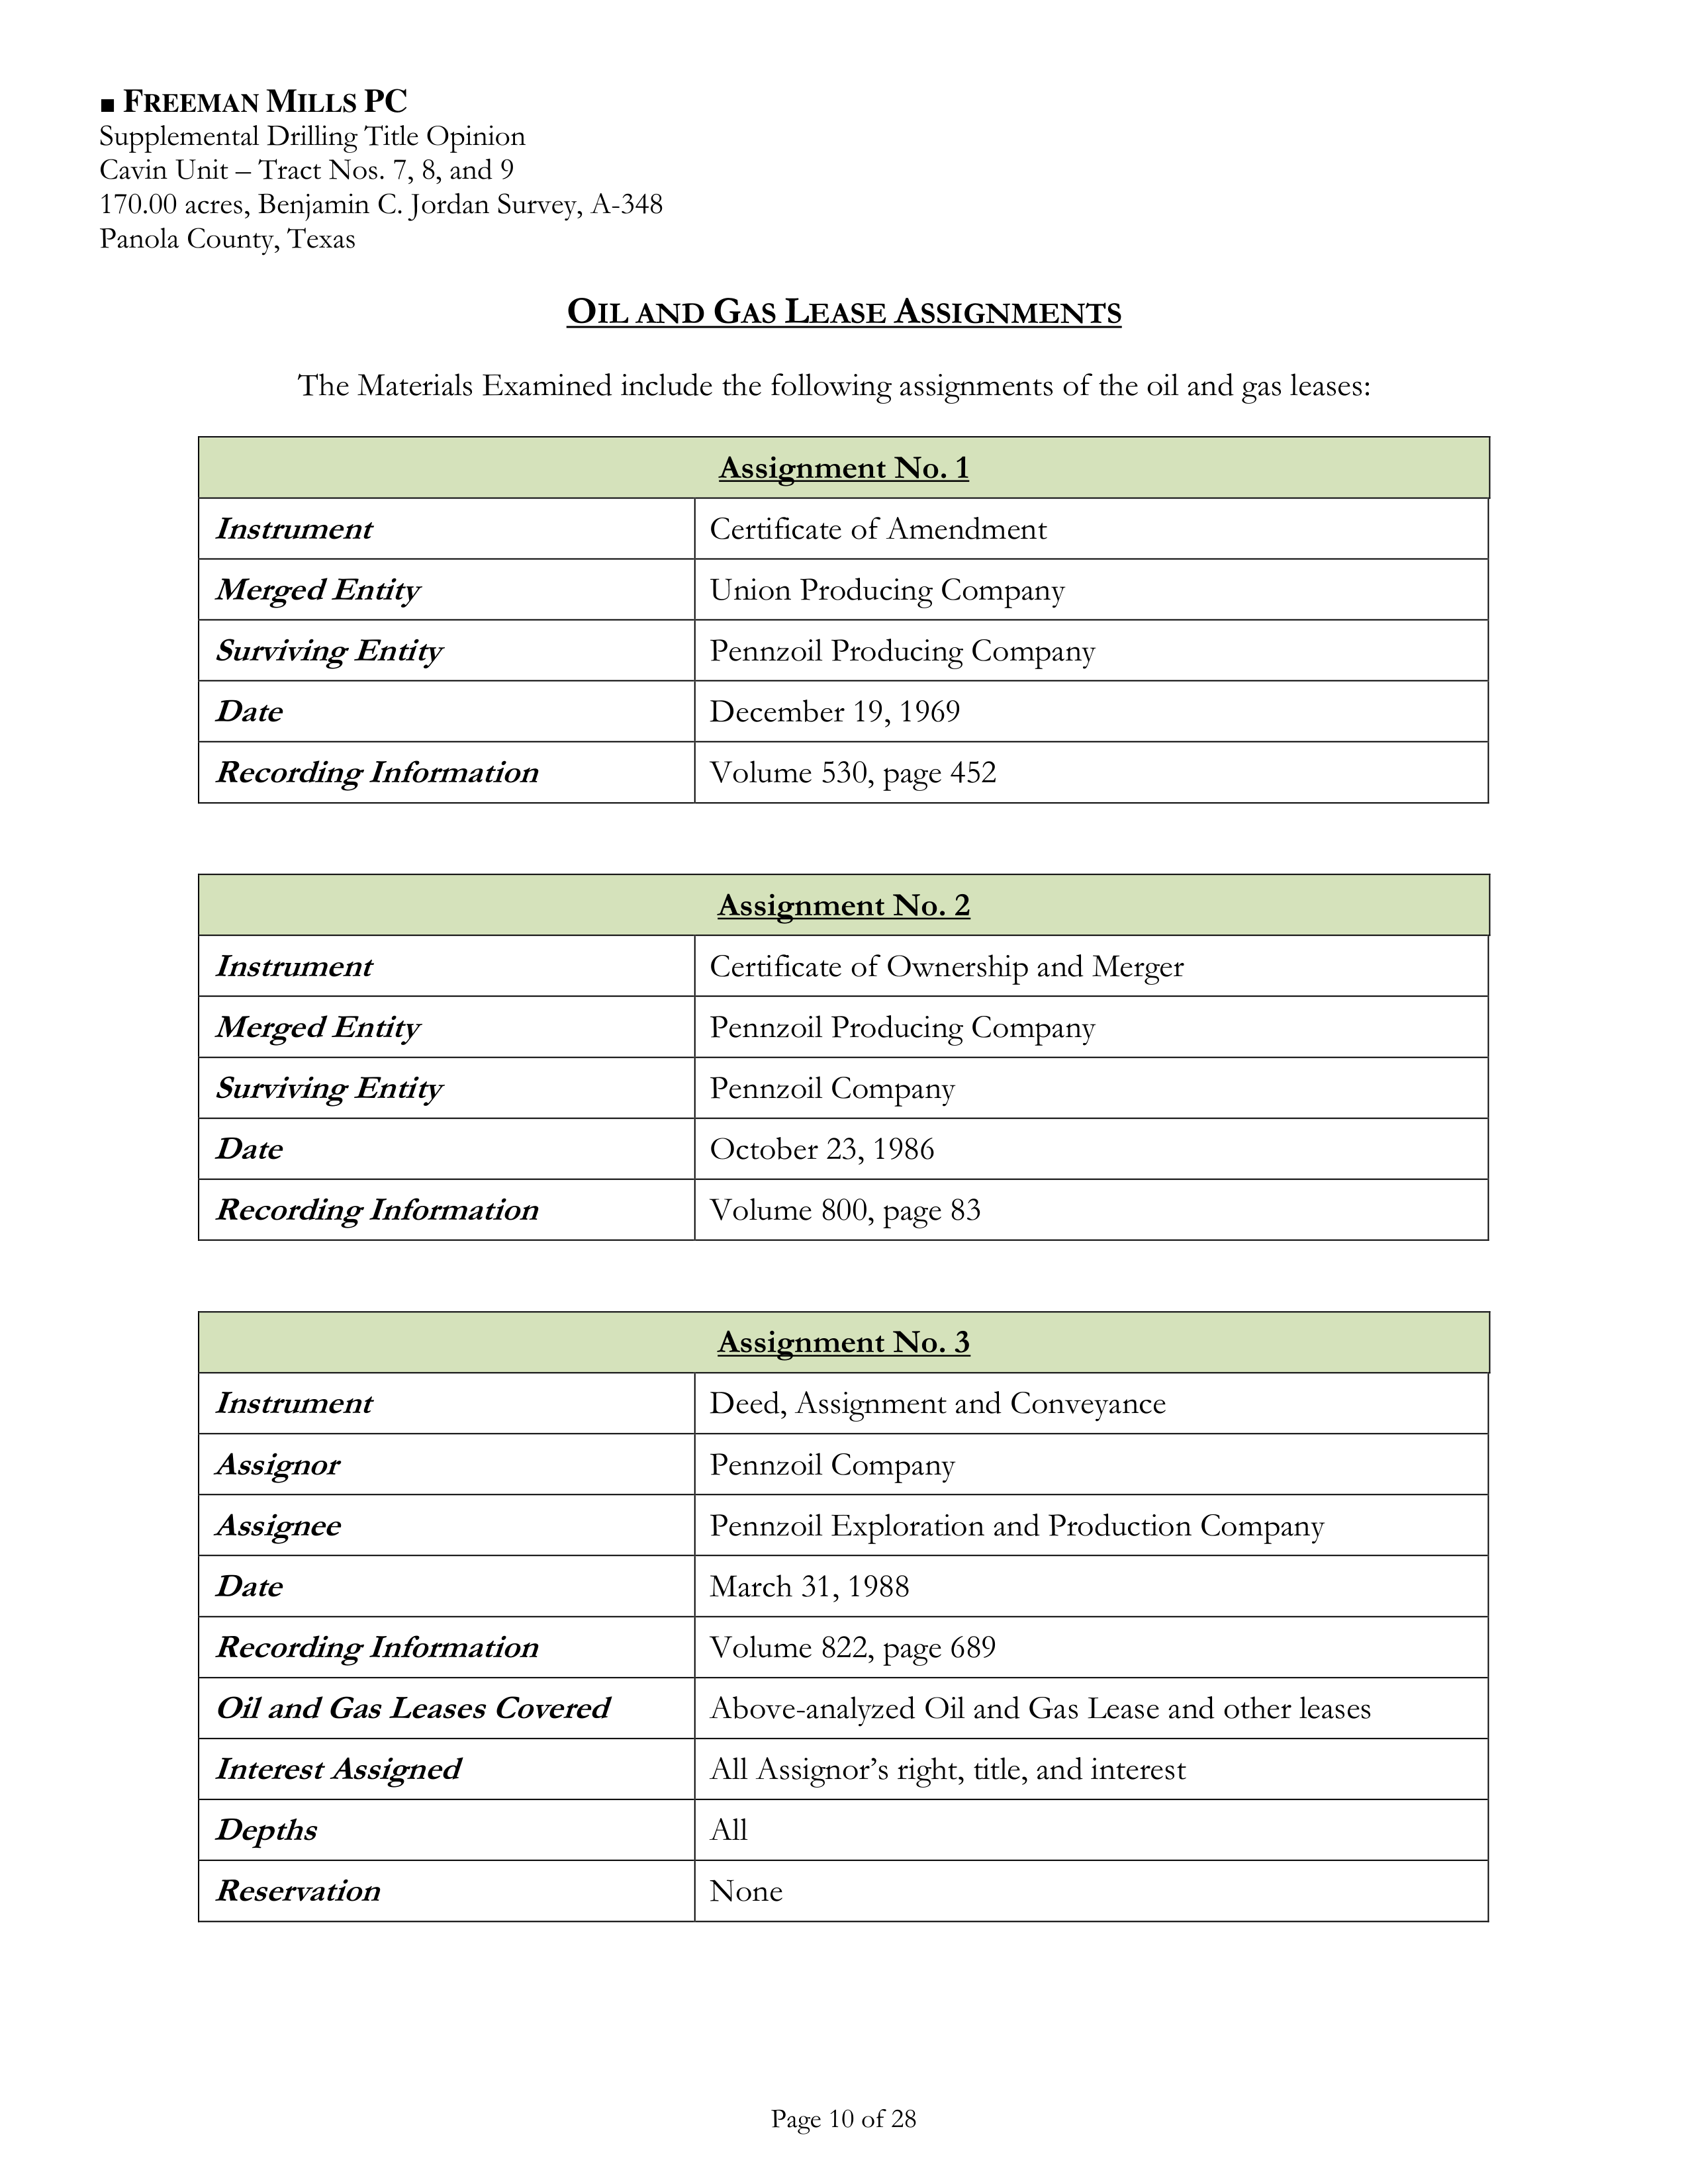 ■ FREEMAN MILLS PC
Supplemental Drilling Title Opinion
Cavin Unit – Tract Nos. 7, 8, and 9
170.00 acres, Benjamin C. Jordan Survey, A-348
Panola County, Texas
OIL AND GAS LEASE ASSIGNMENTS
The Materials Examined include the following assignments of the oil and gas leases:
Assignment No. 1
Instrument Certificate of Amendment
Merged Entity Union Producing Company
Surviving Entity Pennzoil Producing Company
Date December 19, 1969
Recording Information Volume 530, page 452
Assignment No. 2
Instrument Certificate of Ownership and Merger
Merged Entity Pennzoil Producing Company
Surviving Entity Pennzoil Company
Date October 23, 1986
Recording Information Volume 800, page 83
Assignment No. 3
Instrument Deed, Assignment and Conveyance
Assignor Pennzoil Company
Assignee Pennzoil Exploration and Production Company
Date March 31, 1988
Recording Information Volume 822, page 689
Oil and Gas Leases Covered Above-analyzed Oil and Gas Lease and other leases
Interest Assigned All Assignor’s right, title, and interest
Depths All
Reservation None
Page 10 of 28